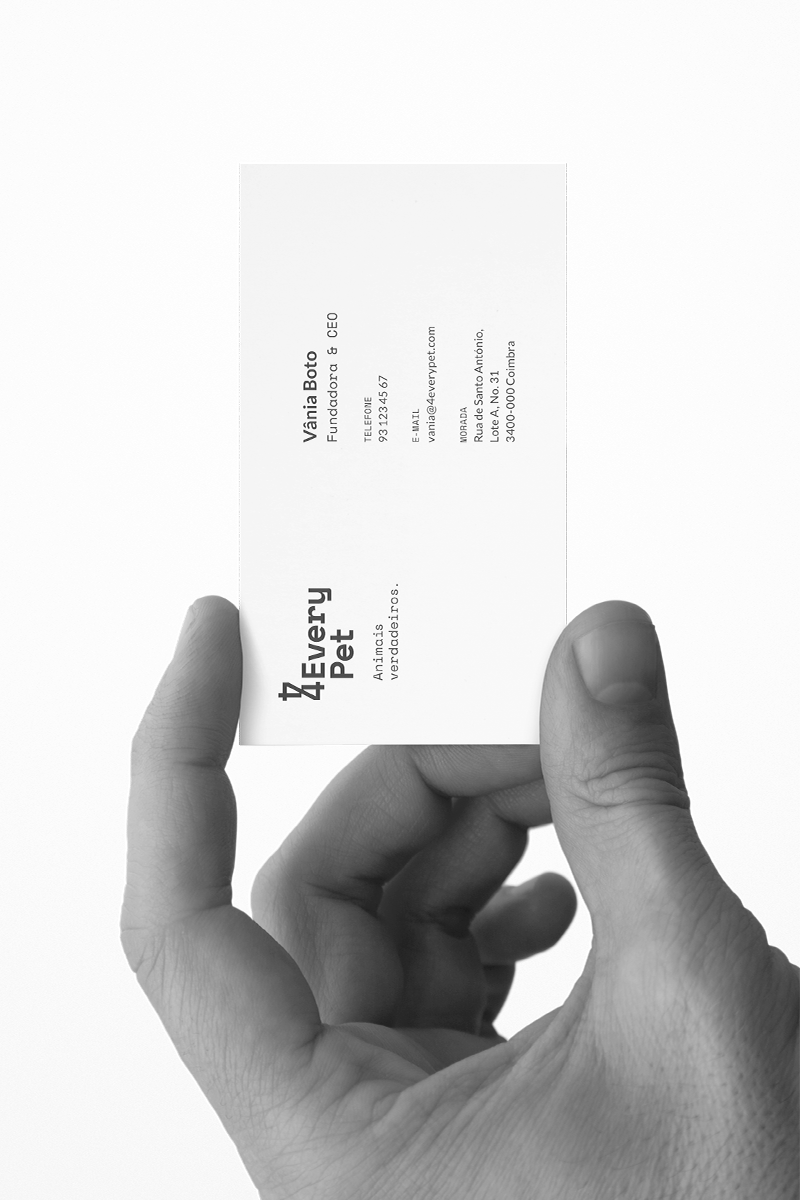 4Every
Pet
Animais
verdadeiros.
Vânia Boto
Fundadora & CEO
TELEFONE
93 123 45 67
E-MAIL
vania@4everypet.com
MORADA
Rua de Santo António,
Lote A, No. 31
3400-000 Coimbra